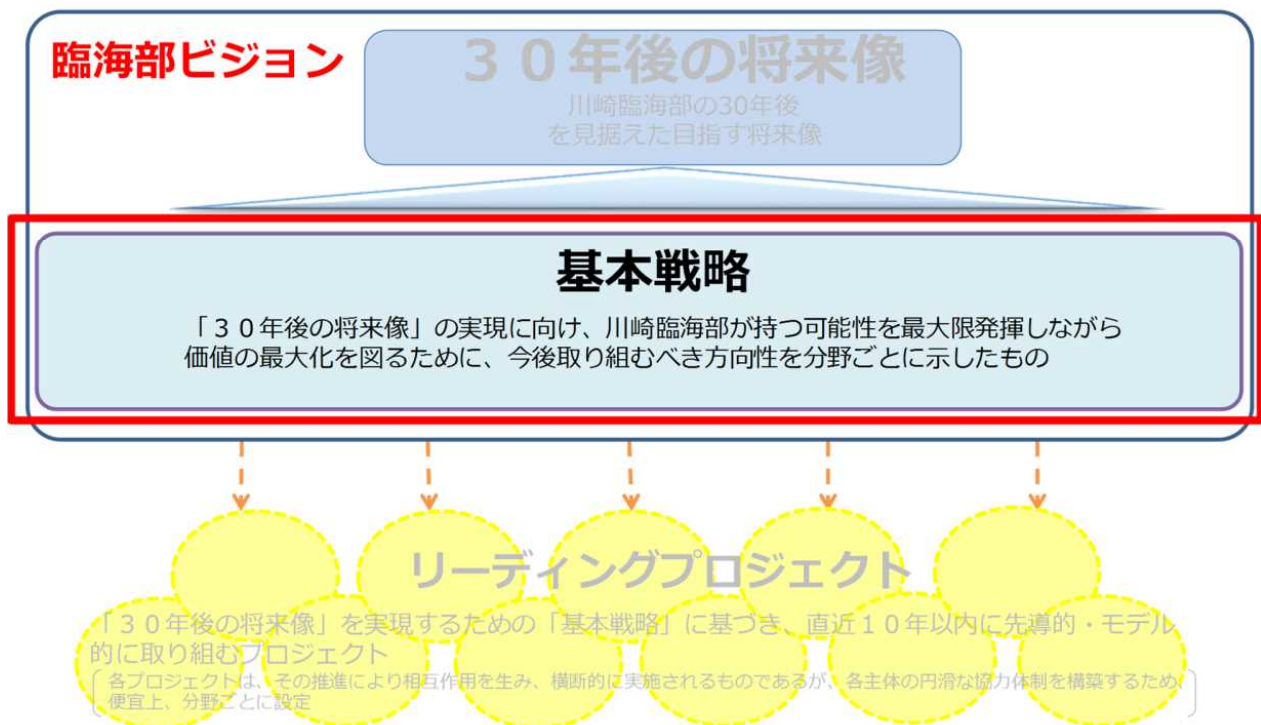 臨海部ビジョン
３０年後の将来像
川崎臨海部の30年後
を見据えた目指す将来像
基本戦略
「３０年後の将来像」の実現に向け、川崎臨海部が持つ可能性を最大限発揮しながら
価値の最大化を図るために、今後取り組むべき方向性を分野ごとに示したもの
リーディングプロジェクト
「３０年後の将来像」を実現するための「基本戦略」に基づき、直近１０年以内に先導的・モデル
的に取り組むプロジェクト
各プロジェクトは、その推進により相互作用を生み、横断的に実施されるものであるが、各主体の円滑な協力体制を構築するため、
便宜上、分野ごとに設定